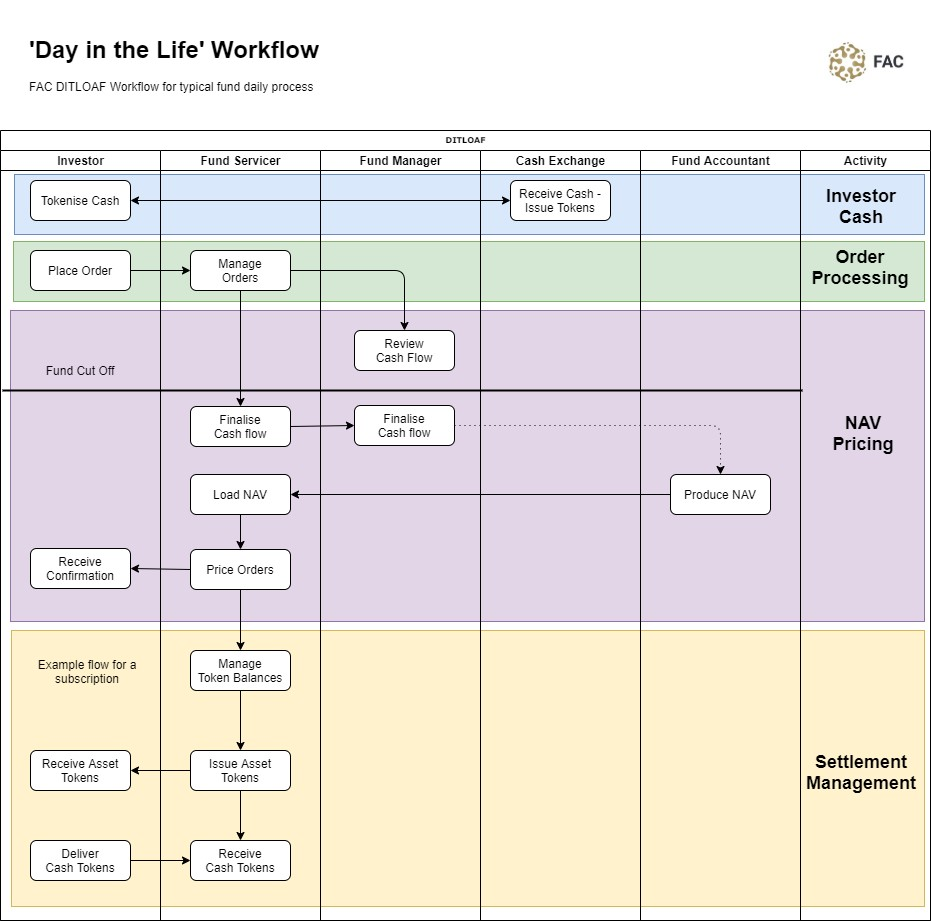 'Day in the Life' Workflow
FAC
FAC DITLOAF Workflow for typical fund daily process
DITLOAF
Investor
Fund Servicer
Fund Manager
Cash Exchange
Fund Accountant
Activity
Tokenise Cash
Receive Cash -
Issue Tokens
Investor
Cash
Place Order
Manage
Orders
Order
Processing
Review
Cash Flow
Fund Cut Off
Finalise
Cash flow
Finalise
Cash flow
NAV
Pricing
Load NAV
Produce NAV
Receive
Confirmation
Price Orders
Example flow for a
subscription
Manage
Token Balances
Receive Asset
Tokens
Issue Asset
Tokens
Settlement
Management
Deliver
Cash Tokens
Receive
Cash Tokens